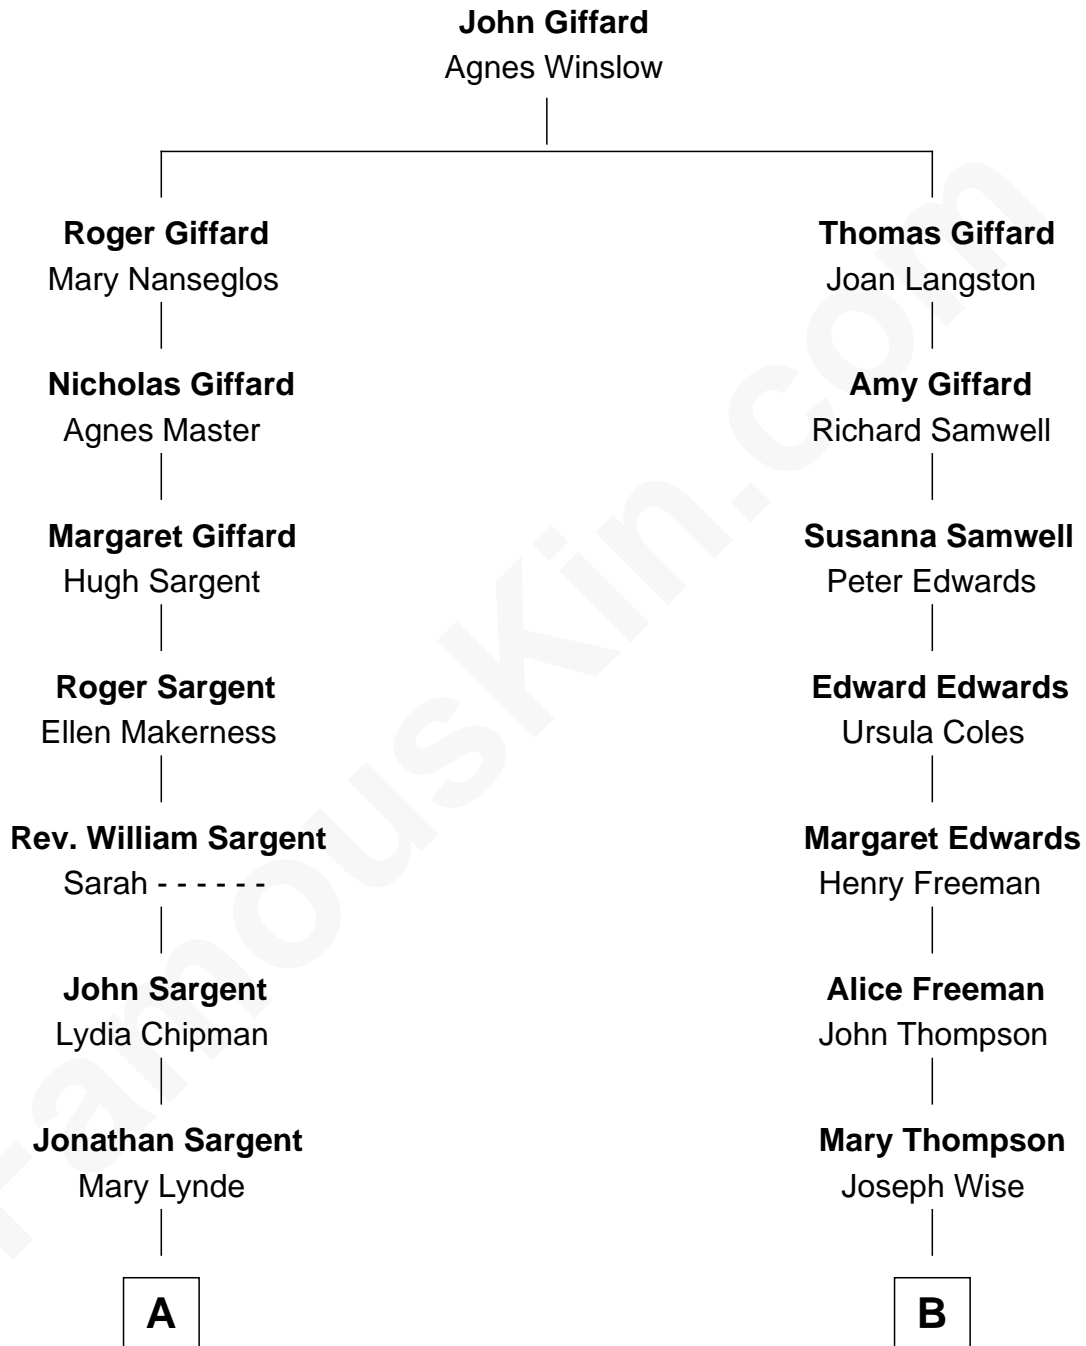 John Giffard
Agnes Winslow
Roger Giffard
Mary Nanseglos
Nicholas Giffard
Agnes Master
Margaret Giffard
Hugh Sargent
Roger Sargent
Ellen Makerness
Rev. William Sargent
Sarah - - - - - -
John Sargent
Lydia Chipman
Jonathan Sargent
Mary Lynde
A
Thomas Giffard
Joan Langston
Amy Giffard
Richard Samwell
Susanna Samwell
Peter Edwards
Edward Edwards
Ursula Coles
Margaret Edwards
Henry Freeman
Alice Freeman
John Thompson
Mary Thompson
Joseph Wise
B
FamousKin.com